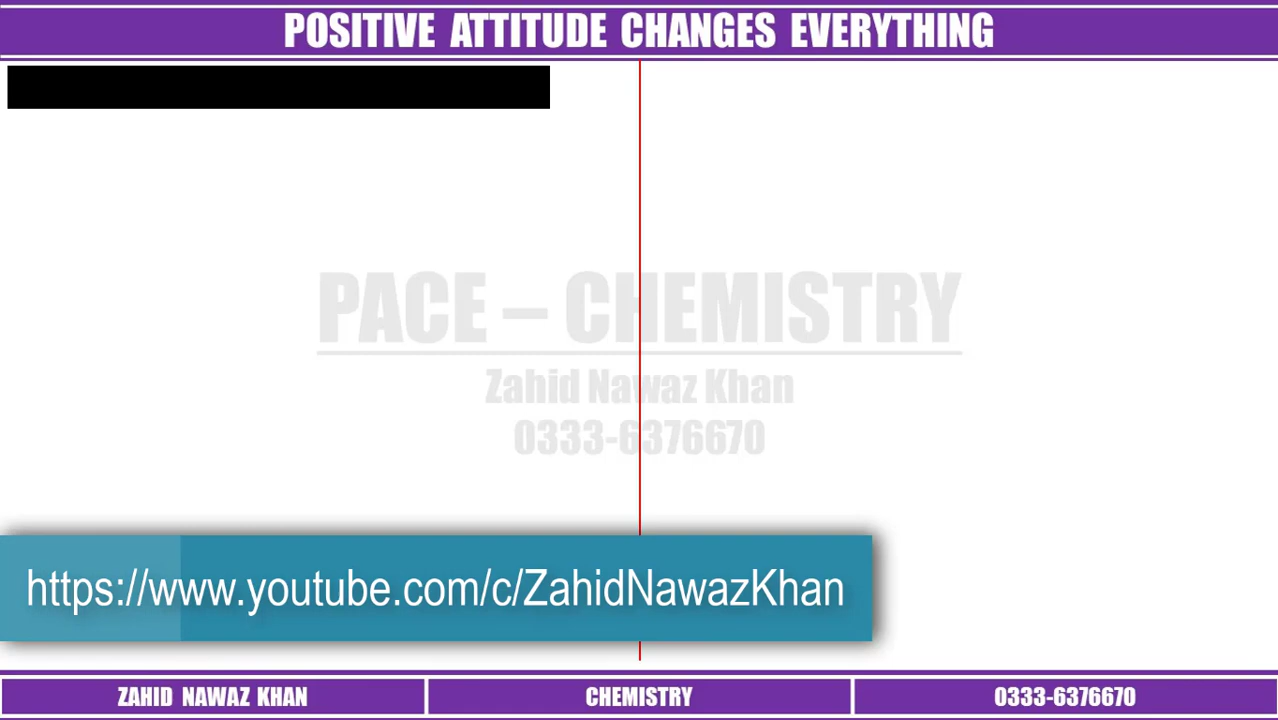 POSITIVE ATTITUDE CHANGES EVERYTHING
PACE – CHEMISTRY
Zahid Nawaz Khan
0333-6376670
https://www.youtube.com/c/ZahidNawazKhan
ZAHID NAWAZ KHAN
CHEMISTRY
0333-6376670